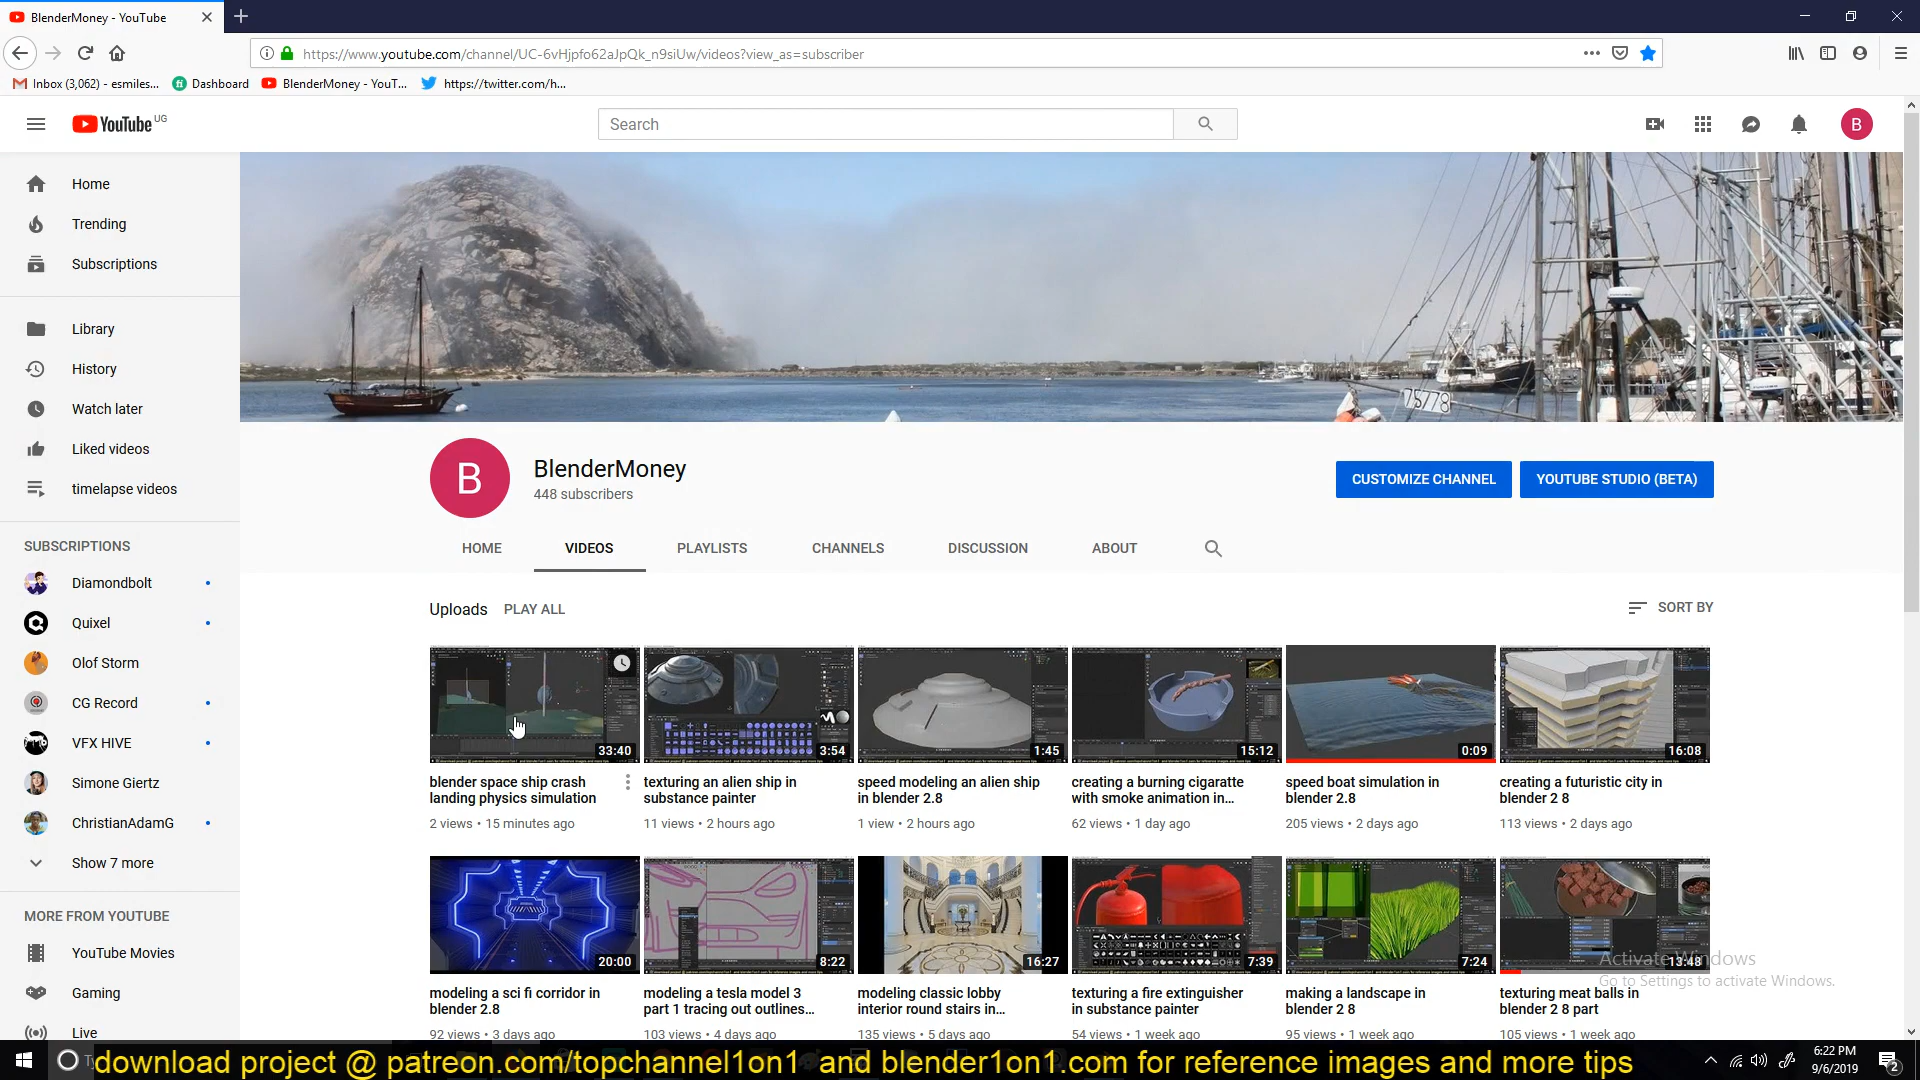 BlenderMoney - YouTube
https://www.youtube.com/channel/UC-6vHjpfo62aJpQk_n9siUw/videos?view_as=subscriber
Inbox (3,062) - esmiles...
Dashboard
BlenderMoney - YouT...
https://twitter.com/h...
YouTube UG
Search
B
Home
Trending
Subscriptions
Library
History
Watch later
Liked videos
timelapse videos
SUBSCRIPTIONS
Diamondbolt
Quixel
Olof Storm
CG Record
VFX HIVE
Simone Giertz
ChristianAdamG
Show 7 more
MORE FROM YOUTUBE
YouTube Movies
Gaming
Live
75/78
B
BlenderMoney
448 subscribers
CUSTOMIZE CHANNEL
YOUTUBE STUDIO (BETA)
HOME VIDEOS PLAYLISTS CHANNELS DISCUSSION ABOUT
Uploads PLAY ALL
SORT BY
33:40
blender space ship crash
landing physics simulation
2 views • 15 minutes ago
3:54
texturing an alien ship in
substance painter
11 views • 2 hours ago
1:45
speed modeling an alien ship
in blender 2.8
1 view • 2 hours ago
15:12
creating a burning cigaratte
with smoke animation in...
62 views • 1 day ago
0:09
speed boat simulation in
blender 2.8
205 views • 2 days ago
16:08
creating a futuristic city in
blender 2 8
113 views • 2 days ago
20:00
modeling a sci fi corridor in
blender 2.8
92 views • 3 days ago
8:22
modeling a tesla model 3
part 1 tracing out outlines...
103 views • 4 days ago
16:27
modeling classic lobby
interior round stairs in...
135 views • 5 days ago
7:39
texturing a fire extinguisher
in substance painter
54 views • 1 week ago
7:24
making a landscape in
blender 2 8
95 views • 1 week ago
13:48
texturing meat balls in
blender 2 8 part
105 views • 1 week ago
Activate Windows
Go to Settings to activate Windows.
download project @ patreon.com/topchannel1on1 and blender1on1.com for reference images and more tips
6:22 PM
9/6/2019
2